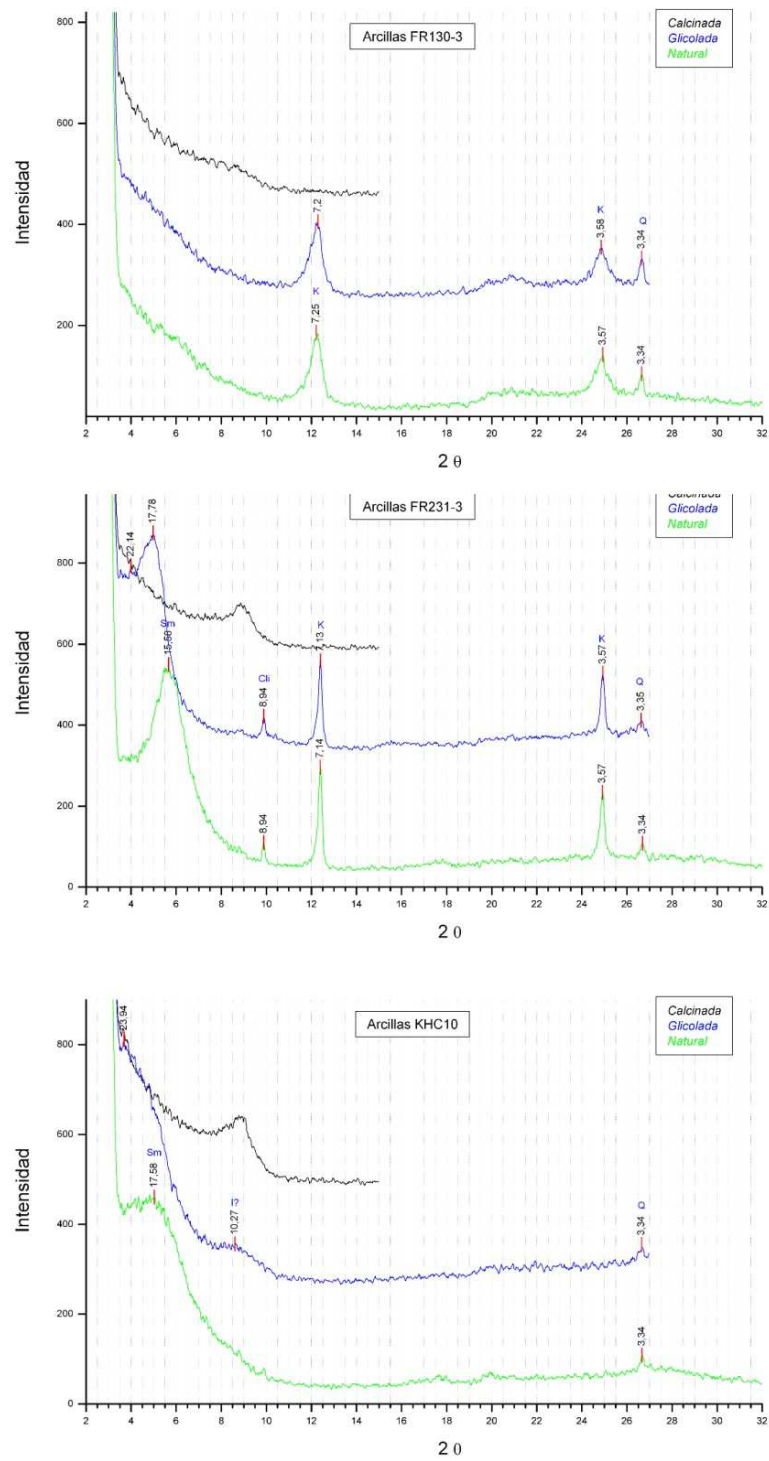 800
600
400
200
Intensidad
Arcillas FR130-3
Calcinada
Glicolada
Natural
7,2
K
7,25
K
3,58
3,57
Q
3,34
3,34
2 4 6 8 10 12 14 16 18 20 22 24 26 28 30 32
2 θ
800
600
400
200
0
Intensidad
Arcillas FR231-3
Calcinada
Glicolada
Natural
22,14
17,78
Sm
Cli
8,94
8,94
K
7,13
7,14
K
3,57
3,57
Q
3,35
3,34
2 4 6 8 10 12 14 16 18 20 22 24 26 28 30 32
2 θ
800
600
400
200
0
Intensidad
Arcillas KHC10
Calcinada
Glicolada
Natural
23,94
Sm
17,58
I?
10,27
Q
3,34
3,34
2 4 6 8 10 12 14 16 18 20 22 24 26 28 30 32
2 θ